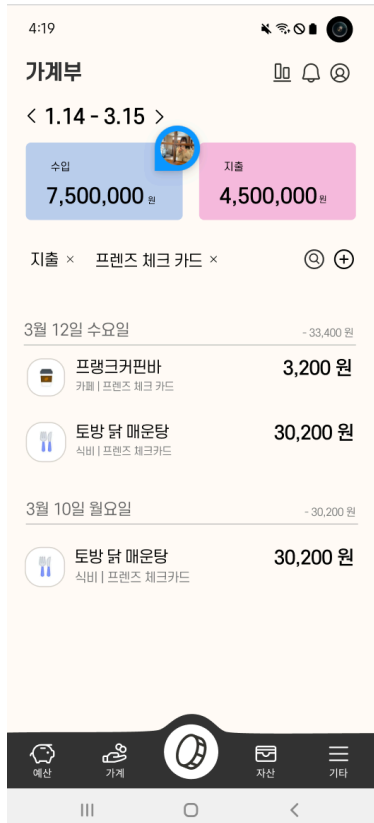 4:19
가계부
< 1.14 - 3.15 >
수입
7,500,000 원
지출
4,500,000 원
지출 × 프렌즈 체크 카드 ×
3월 12일 수요일 - 33,400 원
프랭크커핀바 3,200 원
카페 | 프렌즈 체크 카드
토방 닭 매운탕 30,200 원
식비 | 프렌즈 체크카드
3월 10일 월요일 - 30,200 원
토방 닭 매운탕 30,200 원
식비 | 프렌즈 체크카드
예산 가계 자산 기타